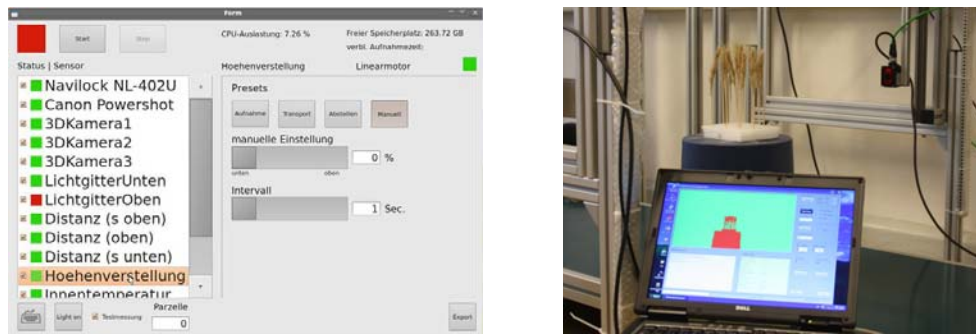 Form
Start
Stop
CPU-Auslastung: 7.26 %
Freier Speicherplatz: 263.72 GB
verbl. Aufnahmezeit:
Status | Sensor
Hoehenverstellung
Linearmotor
Navilock NL-402U
Canon Powershot
3DKamera1
3DKamera2
3DKamera3
LichtgitterUnten
LichtgitterOben
Distanz (s oben)
Distanz (oben)
Distanz (s unten)
Hoehenverstellung
Innentemperatur
Presets
Aufnahme
Transport
Abstellen
Manuell
manuelle Einstellung
0 %
unten
oben
Intervall
1 Sec.
Light on
Testmessung
Parzelle
0
Export
DELL